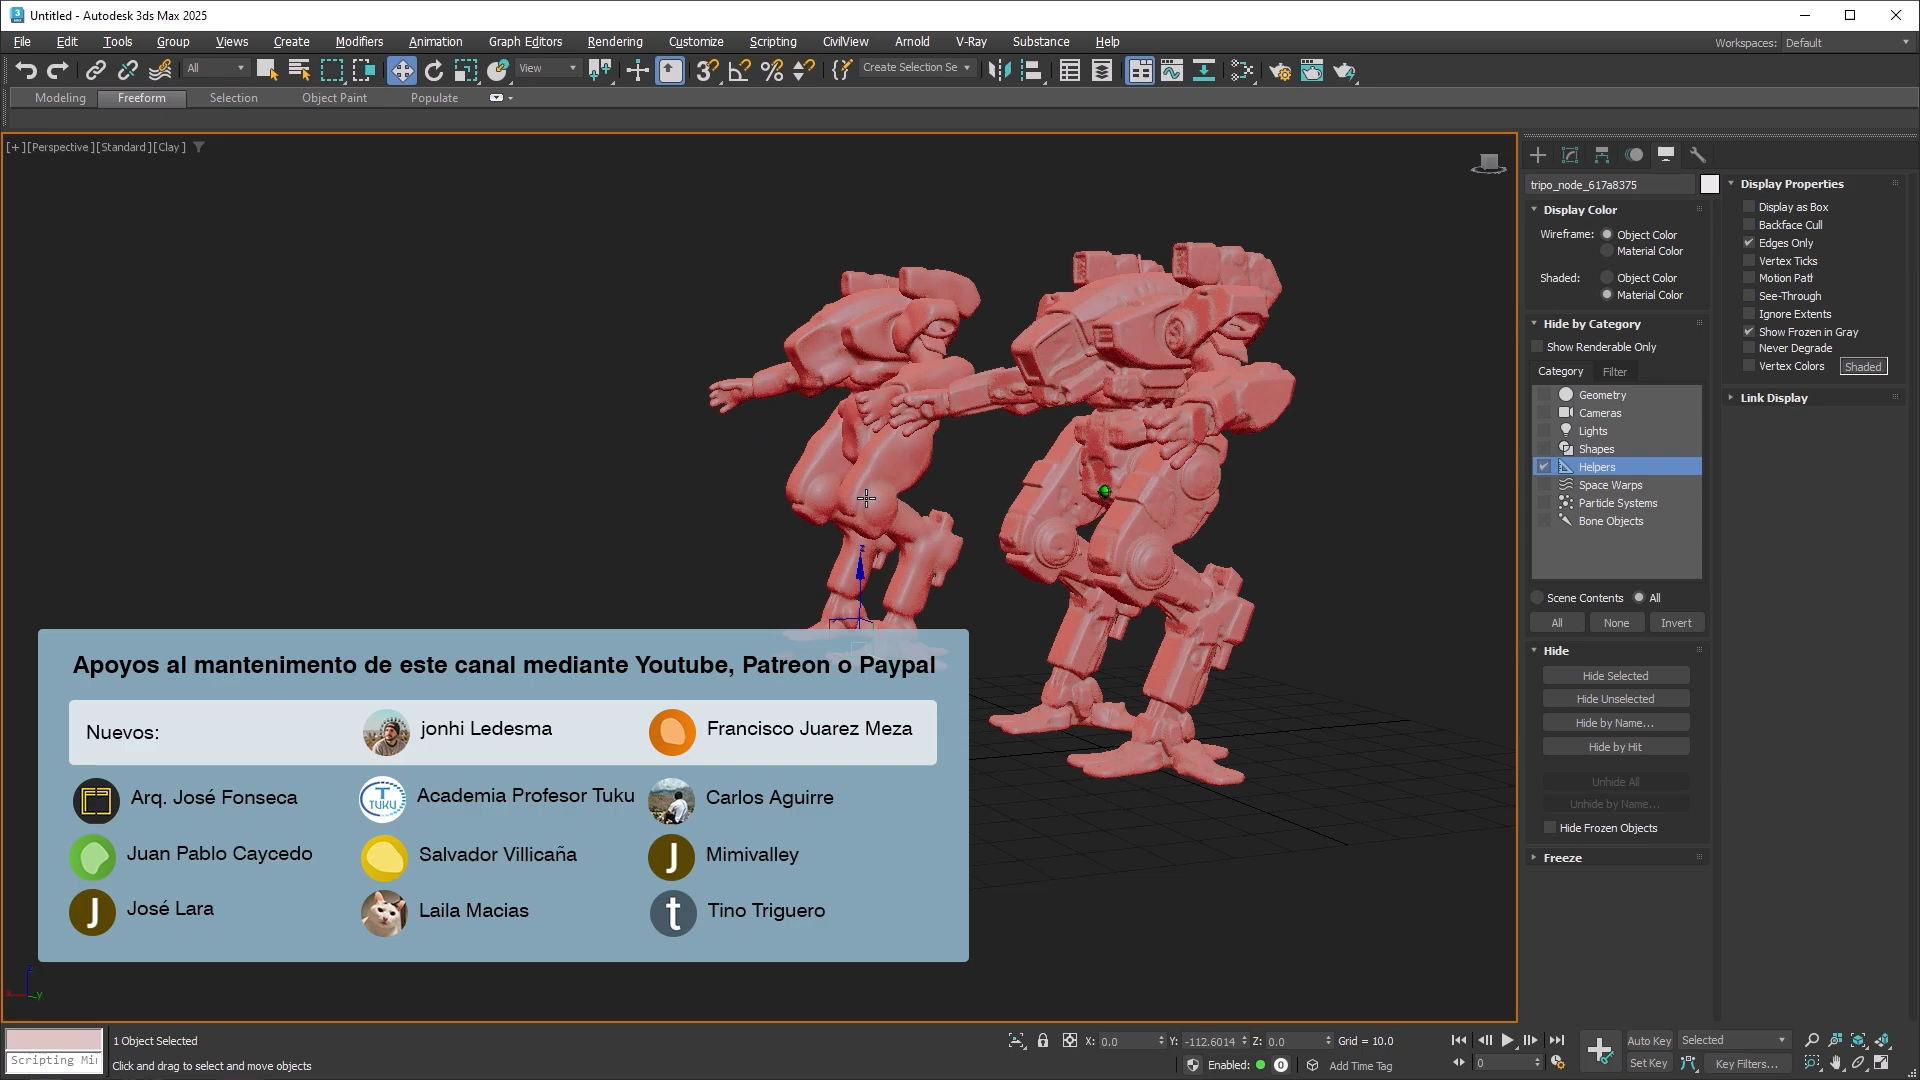 Untitled - Autodesk 3ds Max 2025
File Edit Tools Group Views Create Modifiers Animation Graph Editors Rendering Customize Scripting CivilView Arnold V-Ray Substance Help
Workspaces: Default
All
View
Create Selection Se
Modeling Freeform Selection Object Paint Populate
[+][Perspective][Standard][Clay]
tripo_node_617a8375
Display Color
Wireframe: Object Color
Material Color
Shaded: Object Color
Material Color
Hide by Category
Show Renderable Only
Category Filter
Geometry
Cameras
Lights
Shapes
Helpers
Space Warps
Particle Systems
Bone Objects
Scene Contents All
All None Invert
Hide
Hide Selected
Hide Unselected
Hide by Name...
Hide by Hit
Unhide All
Unhide by Name...
Hide Frozen Objects
Freeze
Display Properties
Display as Box
Backface Cull
Edges Only
Vertex Ticks
Motion Path
See-Through
Ignore Extents
Show Frozen in Gray
Never Degrade
Vertex Colors Shaded
Link Display
z
Apoyos al mantenimento de este canal mediante Youtube, Patreon o Paypal
Nuevos: jonhi Ledesma Francisco Juarez Meza
Arq. José Fonseca TUKU Academia Profesor Tuku Carlos Aguirre
Juan Pablo Caycedo Salvador Villicaña J Mimivalley
J José Lara Laila Macias t Tino Triguero
z
x y
1 Object Selected
Scripting Mi
Click and drag to select and move objects
X: 0.0 Y: -112.6014 Z: 0.0 Grid = 10.0
Enabled: 0 Add Time Tag
0
Auto Key Selected
Set Key Key Filters...